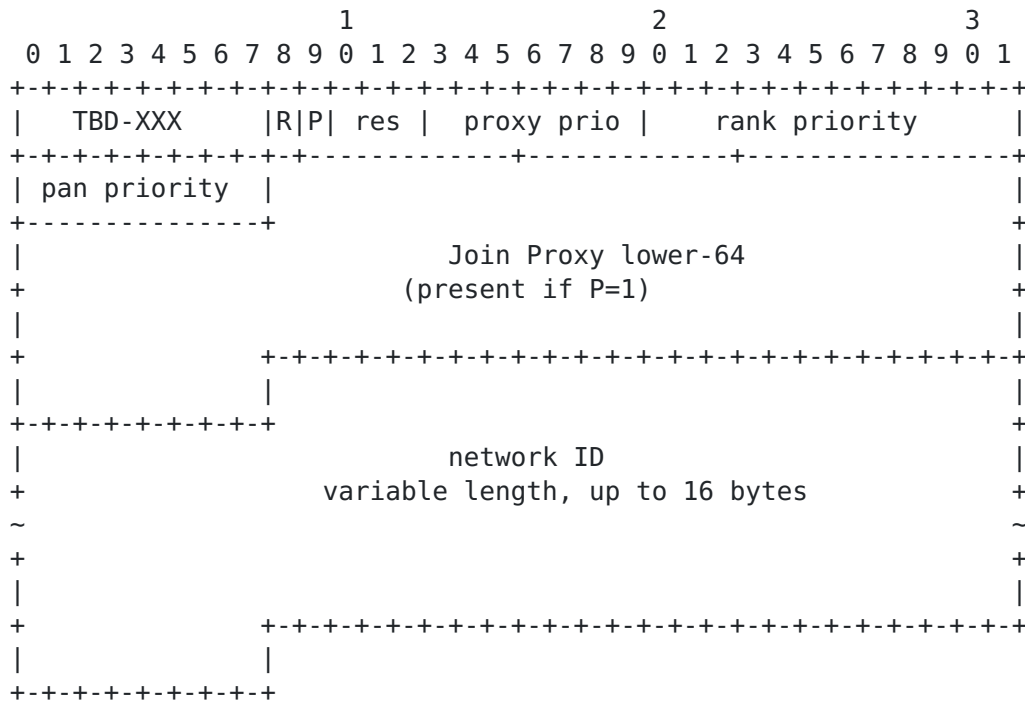 1                   2                   3
 0 1 2 3 4 5 6 7 8 9 0 1 2 3 4 5 6 7 8 9 0 1 2 3 4 5 6 7 8 9 0 1
+-+-+-+-+-+-+-+-+-+-+-+-+-+-+-+-+-+-+-+-+-+-+-+-+-+-+-+-+-+-+-+-+
|   TBD-XXX     |R|P| res |  proxy prio |    rank priority      |
+-+-+-+-+-+-+-+-+-+-------------+-------------+-----------------+
| pan priority  |                                               |
+---------------+                                               +
|                           Join Proxy lower-64                 |
+                        (present if P=1)                       +
|                                                               |
+               +-+-+-+-+-+-+-+-+-+-+-+-+-+-+-+-+-+-+-+-+-+-+-+-+
|               |                                               |
+-+-+-+-+-+-+-+-+                                               +
|                           network ID                          |
+                   variable length, up to 16 bytes             +
~                                                               ~
+                                                               +
|                                                               |
+               +-+-+-+-+-+-+-+-+-+-+-+-+-+-+-+-+-+-+-+-+-+-+-+-+
|               |
+-+-+-+-+-+-+-+-+